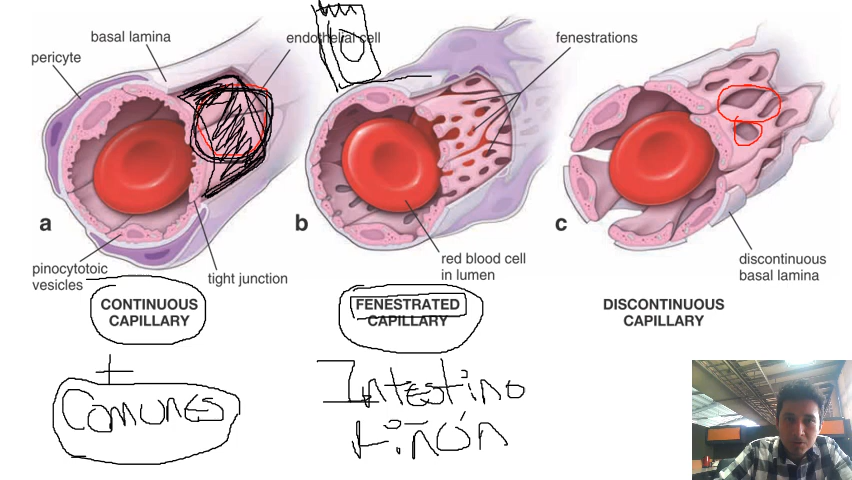 basal lamina
endothelial cell
fenestrations
pericyte
a
b
c
pinocytotoic
vesicles
tight junction
red blood cell
in lumen
discontinuous
basal lamina
CONTINUOUS
CAPILLARY
FENESTRATED
CAPILLARY
DISCONTINUOUS
CAPILLARY
+
COMUNES
Intestino
riñón